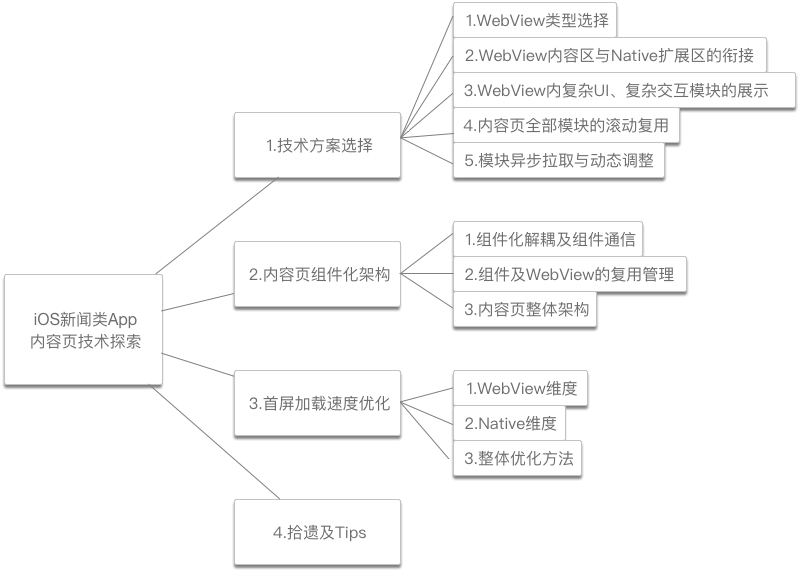 iOS新闻类App
内容页技术探索
1.技术方案选择
1.WebView类型选择
2.WebView内容区与Native扩展区的衔接
3.WebView内复杂UI、复杂交互模块的展示
4.内容页全部模块的滚动复用
5.模块异步拉取与动态调整
2.内容页组件化架构
1.组件化解耦及组件通信
2.组件及WebView的复用管理
3.内容页整体架构
3.首屏加载速度优化
1.WebView维度
2.Native维度
3.整体优化方法
4.拾遗及Tips